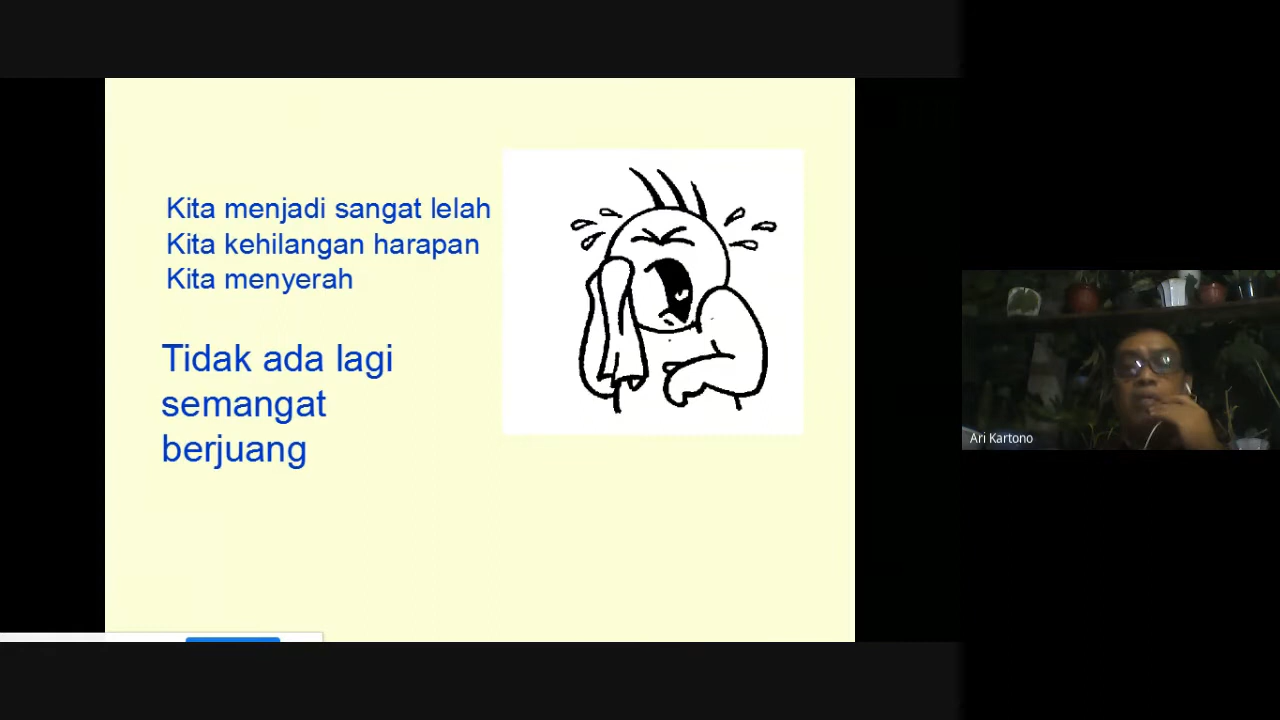 Kita menjadi sangat lelah
Kita kehilangan harapan
Kita menyerah
Tidak ada lagi
semangat
berjuang
Ari Kartono